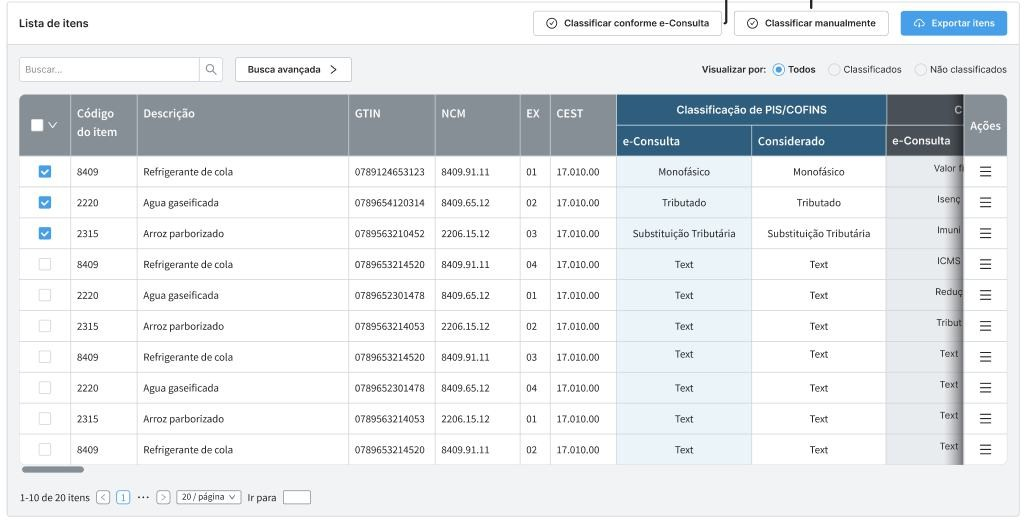 Lista de itens
Classificar conforme e-Consulta
Classificar manualmente
Exportar itens
Buscar...
Busca avançada
Visualizar por: Todos Classificados Não classificados
Código do item Descrição GTIN NCM EX CEST Classificação de PIS/COFINS C Ações
e-Consulta Considerado e-Consulta
8409 Refrigerante de cola 0789124653123 8409.91.11 01 17.010.00 Monofásico Monofásico Valor fi
2220 Agua gaseificada 0789654120314 8409.65.12 02 17.010.00 Tributado Tributado Isenç
2315 Arroz parborizado 0789563210452 2206.15.12 03 17.010.00 Substituição Tributária Substituição Tributária Imuni
8409 Refrigerante de cola 0789653214520 8409.91.11 04 17.010.00 Text Text ICMS
2220 Agua gaseificada 0789652301478 8409.65.12 01 17.010.00 Text Text Reduç
2315 Arroz parborizado 0789563214053 2206.15.12 02 17.010.00 Text Text Tribut
8409 Refrigerante de cola 0789653214520 8409.91.11 03 17.010.00 Text Text Text
2220 Agua gaseificada 0789652301478 8409.65.12 04 17.010.00 Text Text Text
2315 Arroz parborizado 0789563214053 2206.15.12 01 17.010.00 Text Text Text
8409 Refrigerante de cola 0789653214520 8409.91.11 02 17.010.00 Text Text Text
1-10 de 20 itens < 1 ... > 20 / página Ir para